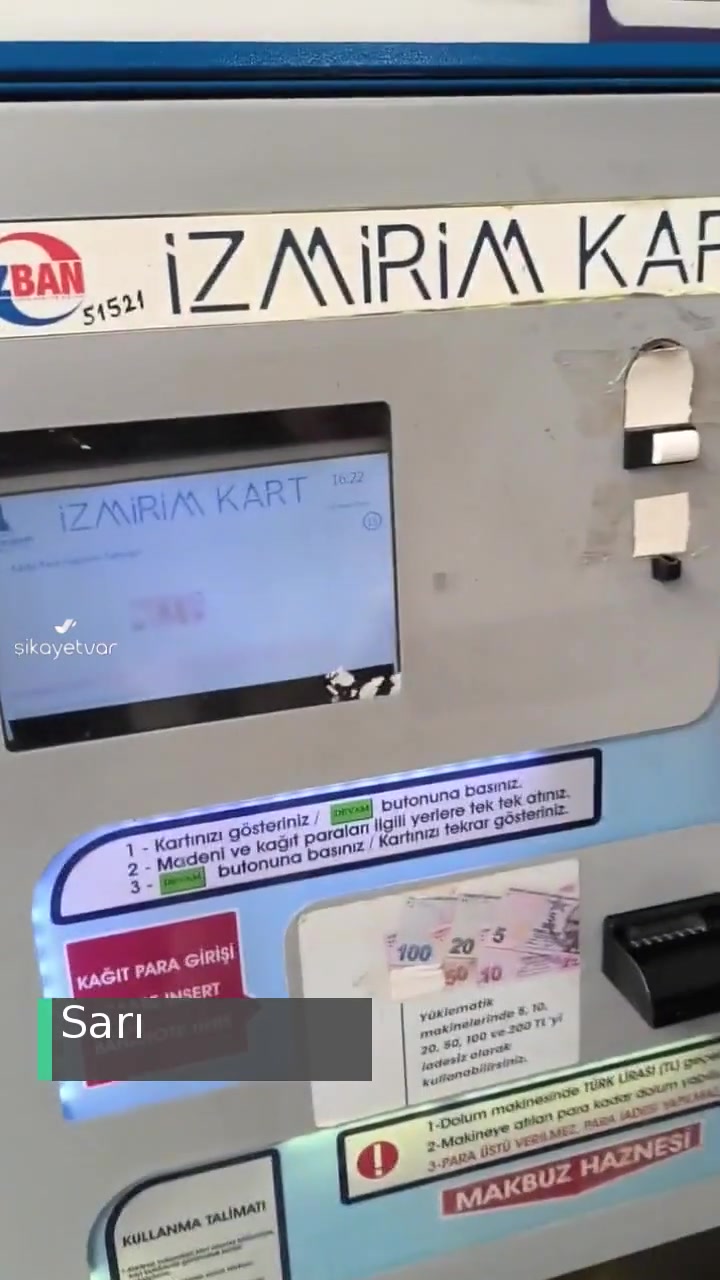 ZBAN
51521
İZMİRİM KAR
İZMİRİM KART
16:22
şikayetvar
1 - Kartınızı gösteriniz / DEVAM butonuna basınız.
2 - Madeni ve kağıt paraları ilgili yerlere tek tek atınız.
3 - DEVAM butonuna basınız / Kartınızı tekrar gösteriniz.
KAĞIT PARA GİRİŞİ
INSERT
Sarı
100 20 5
50 10
Yüklematik
makinelerinde 5, 10,
20, 50, 100 ve 200 TL'yi
iadesiz olarak
kullanabilirsiniz.
1-Dolum makinesinde TÜRK LİRASI (TL) geçer
2-Makineye atılan para kadar dolum
3-PARA ÜSTÜ VERİLMEZ, PARA İADESİ
MAKBUZ HAZNESİ
KULLANMA TALİMATI